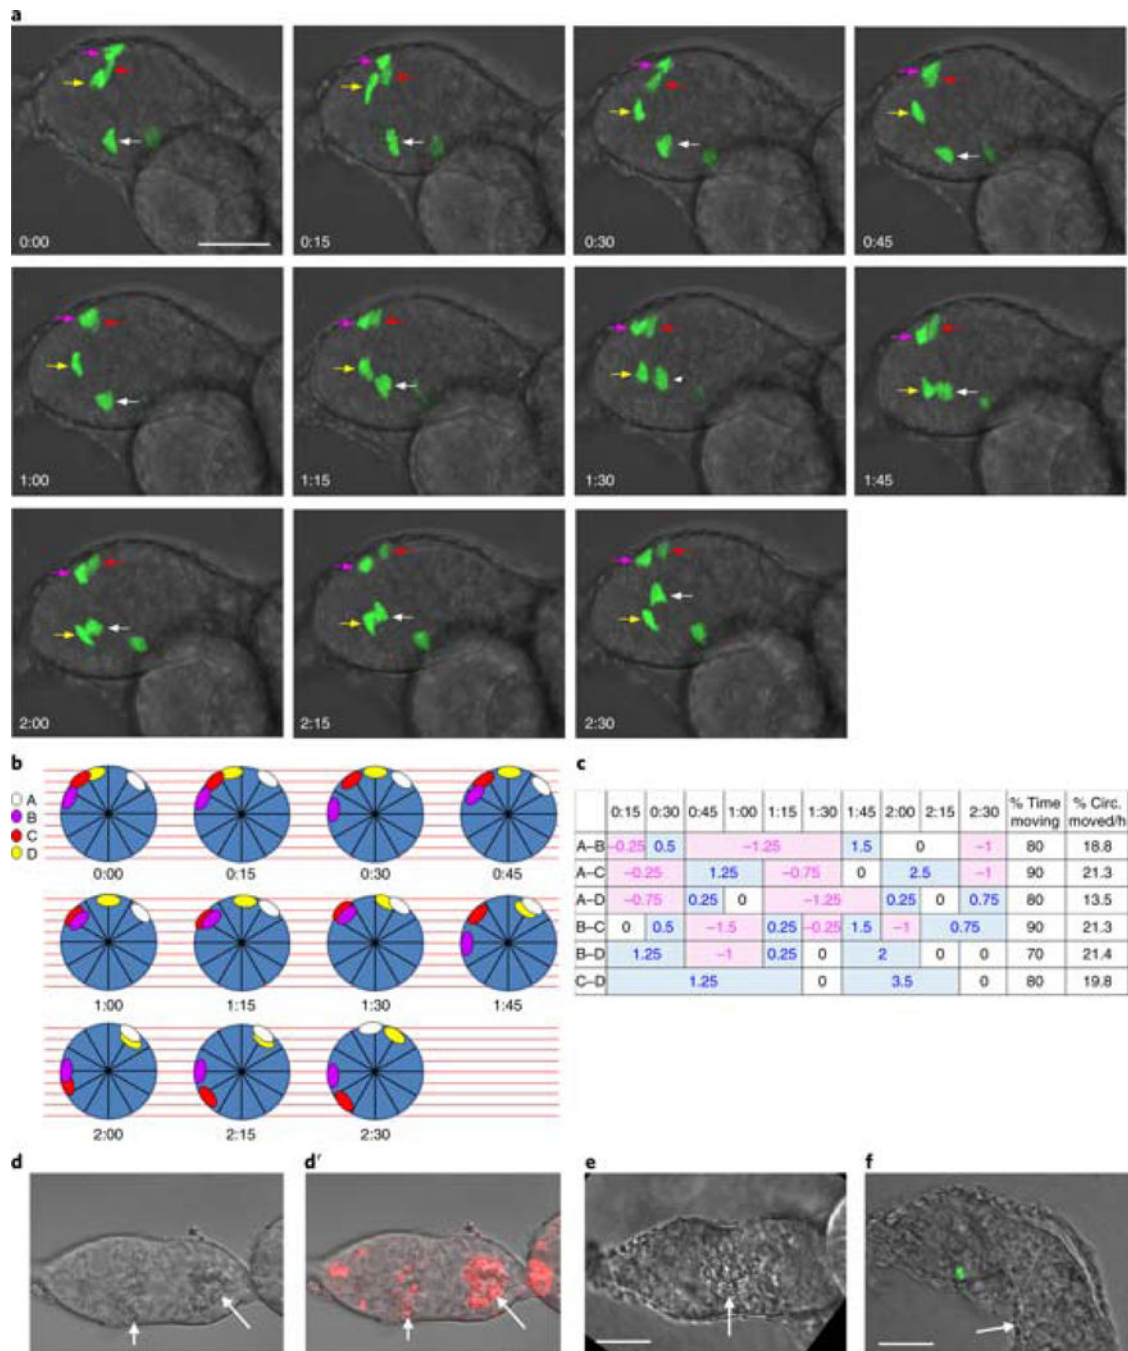 a
0:00 0:15 0:30 0:45
1:00 1:15 1:30 1:45
2:00 2:15 2:30
b
A
B
C
D
0:00 0:15 0:30 0:45
1:00 1:15 1:30 1:45
2:00 2:15 2:30
c
0:15 0:30 0:45 1:00 1:15 1:30 1:45 2:00 2:15 2:30 % Time moving % Circ. moved/h
A–B −0.25 0.5 −1.25 1.5 0 −1 80 18.8
A–C −0.25 1.25 −0.75 0 2.5 −1 90 21.3
A–D −0.75 0.25 0 −1.25 0.25 0 0.75 80 13.5
B–C 0 0.5 −1.5 0.25 −0.25 1.5 −1 0.75 90 21.3
B–D 1.25 −1 0.25 0 2 0 0 70 21.4
C–D 1.25 0 3.5 0 80 19.8
d d′ e f